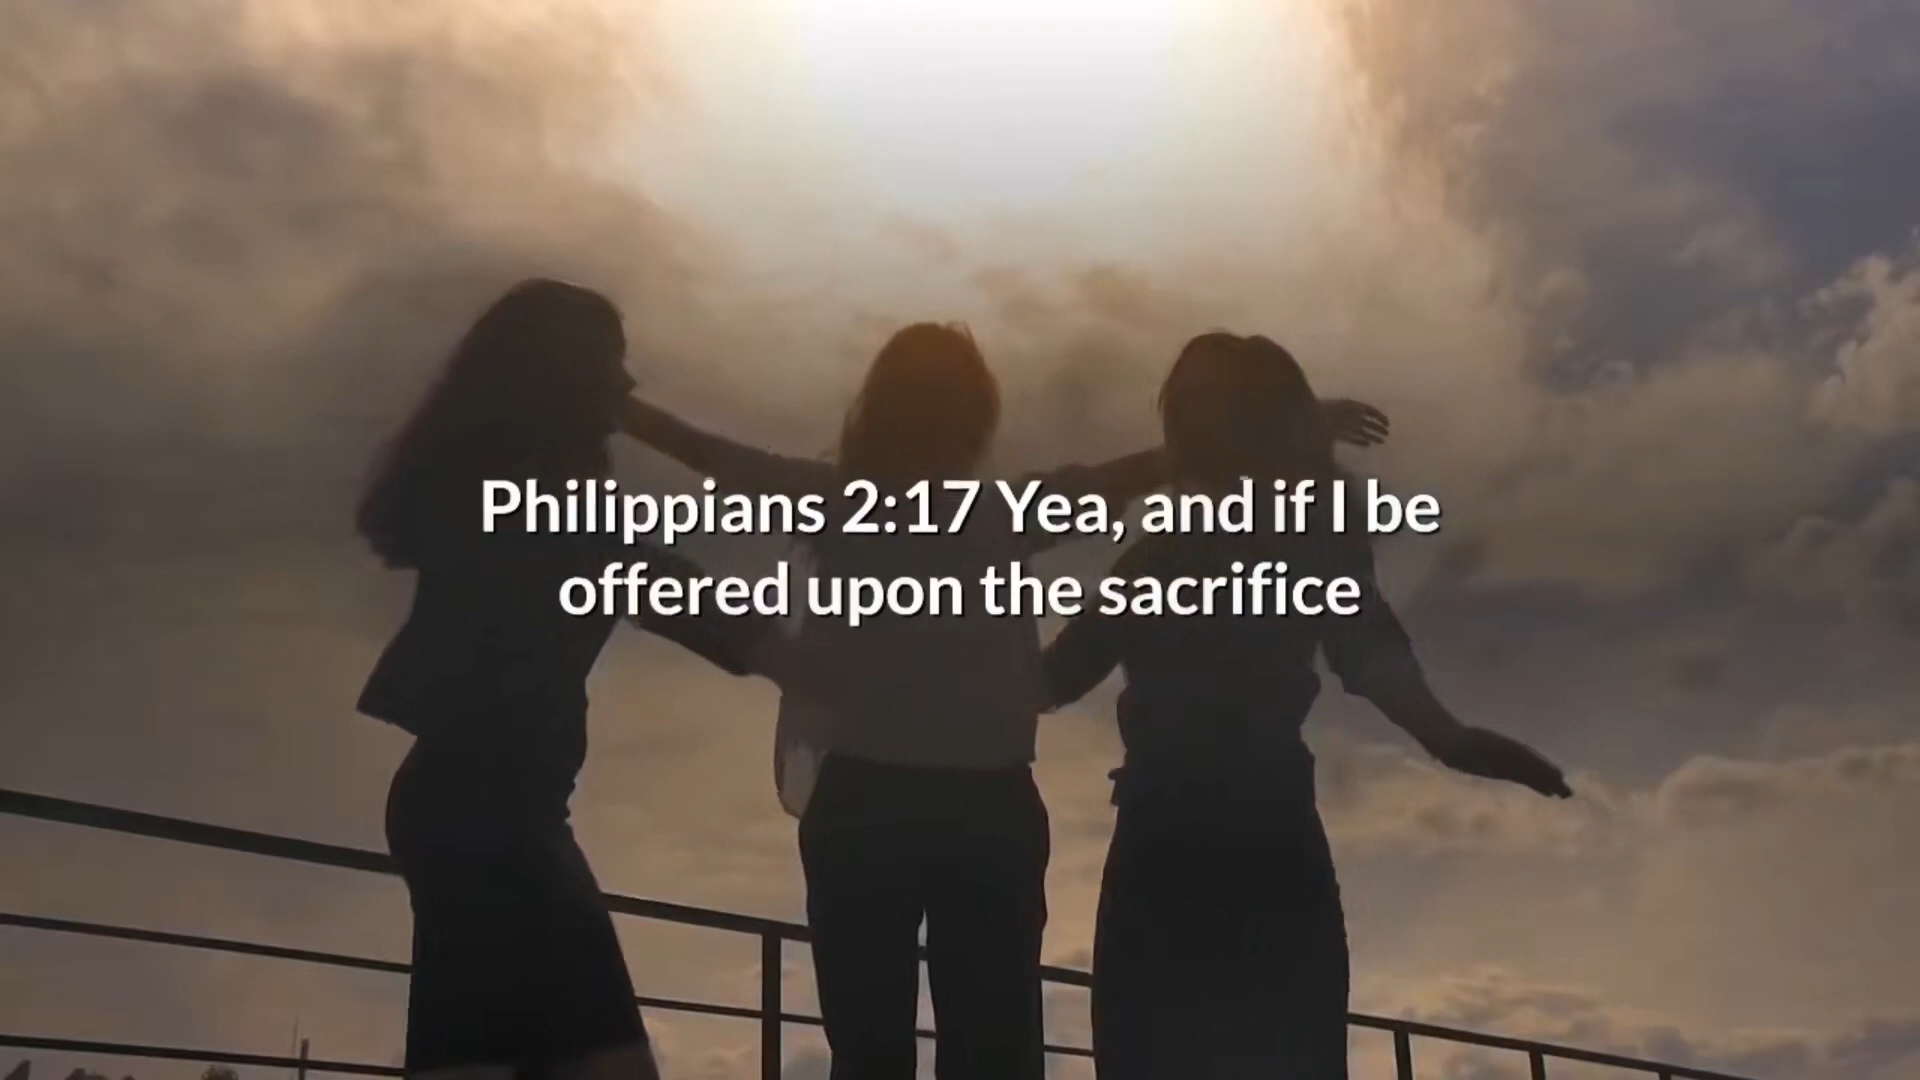 Philippians 2:17 Yea, and if I be
offered upon the sacrifice